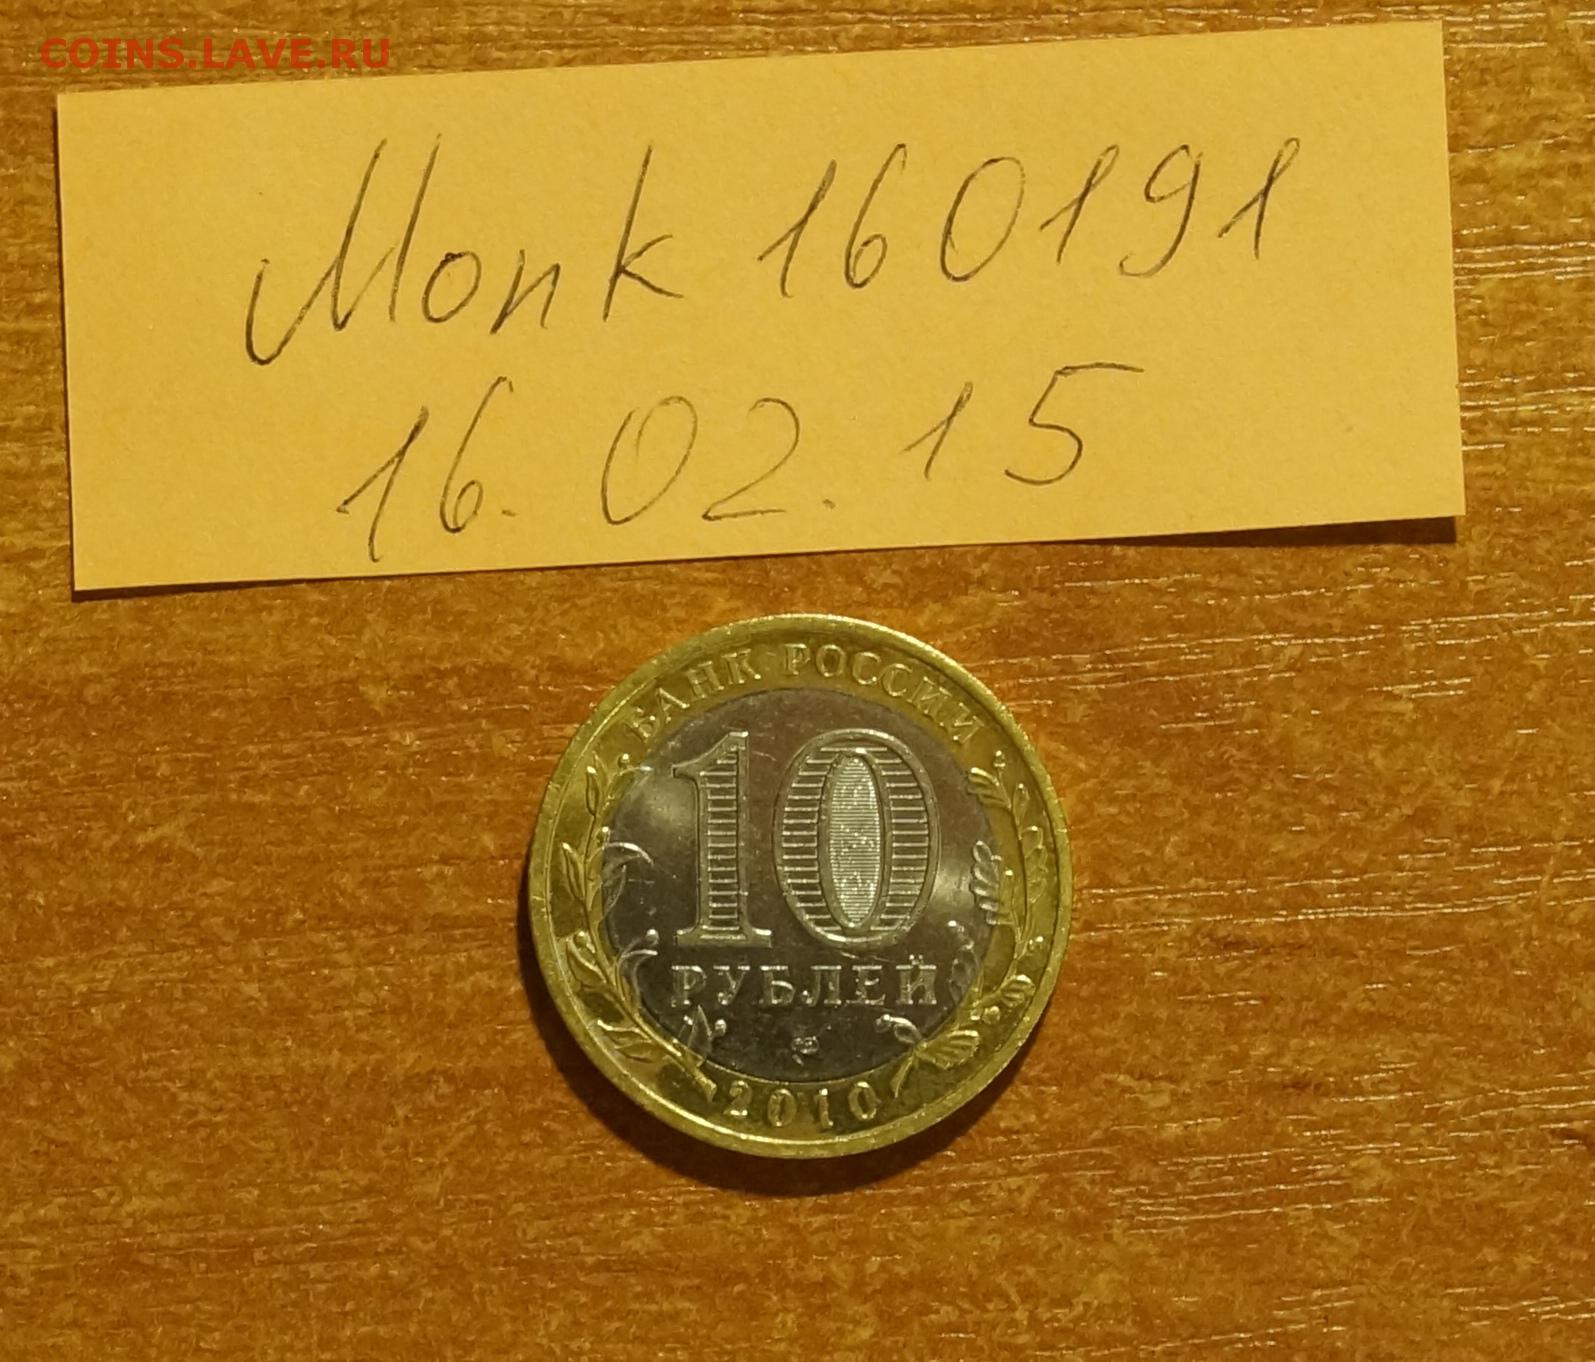 COINS.LAVE.RU
Monk 160191
16.02.15
БАНК РОССИИ
10
РУБЛЕЙ
2010